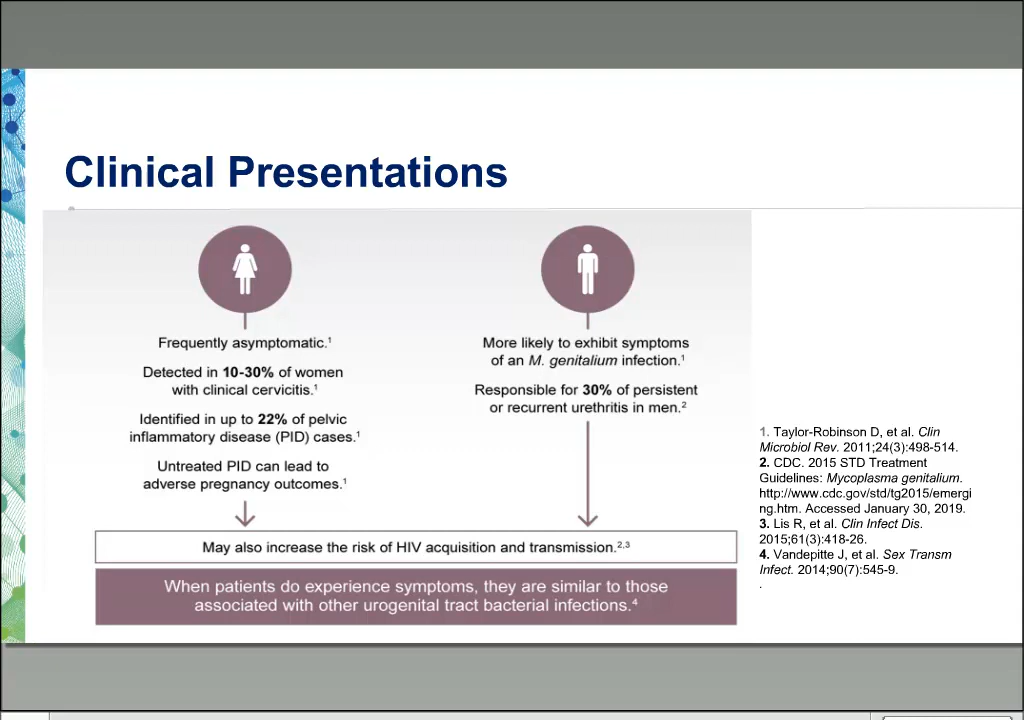 Clinical Presentations
Frequently asymptomatic.¹
Detected in 10-30% of women
with clinical cervicitis.¹
Identified in up to 22% of pelvic
inflammatory disease (PID) cases.¹
Untreated PID can lead to
adverse pregnancy outcomes.¹
More likely to exhibit symptoms
of an M. genitalium infection.¹
Responsible for 30% of persistent
or recurrent urethritis in men.²
May also increase the risk of HIV acquisition and transmission.²,³
When patients do experience symptoms, they are similar to those
associated with other urogenital tract bacterial infections.⁴
1. Taylor-Robinson D, et al. Clin
Microbiol Rev. 2011;24(3):498-514.
2. CDC. 2015 STD Treatment
Guidelines: Mycoplasma genitalium.
http://www.cdc.gov/std/tg2015/emergi
ng.htm. Accessed January 30, 2019.
3. Lis R, et al. Clin Infect Dis.
2015;61(3):418-26.
4. Vandepitte J, et al. Sex Transm
Infect. 2014;90(7):545-9.
.